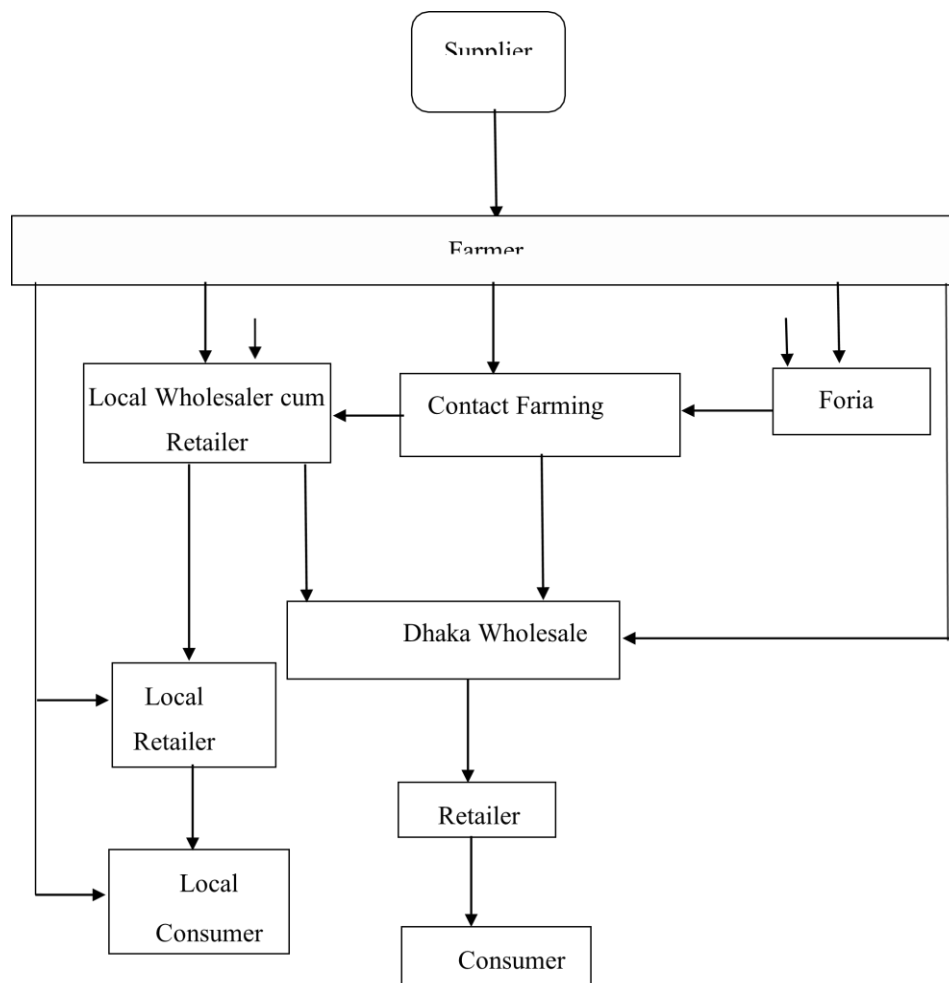 Supplier
Farmer
Local Wholesaler cum
Retailer
Contact Farming
Foria
Dhaka Wholesale
Local
Retailer
Retailer
Local
Consumer
Consumer